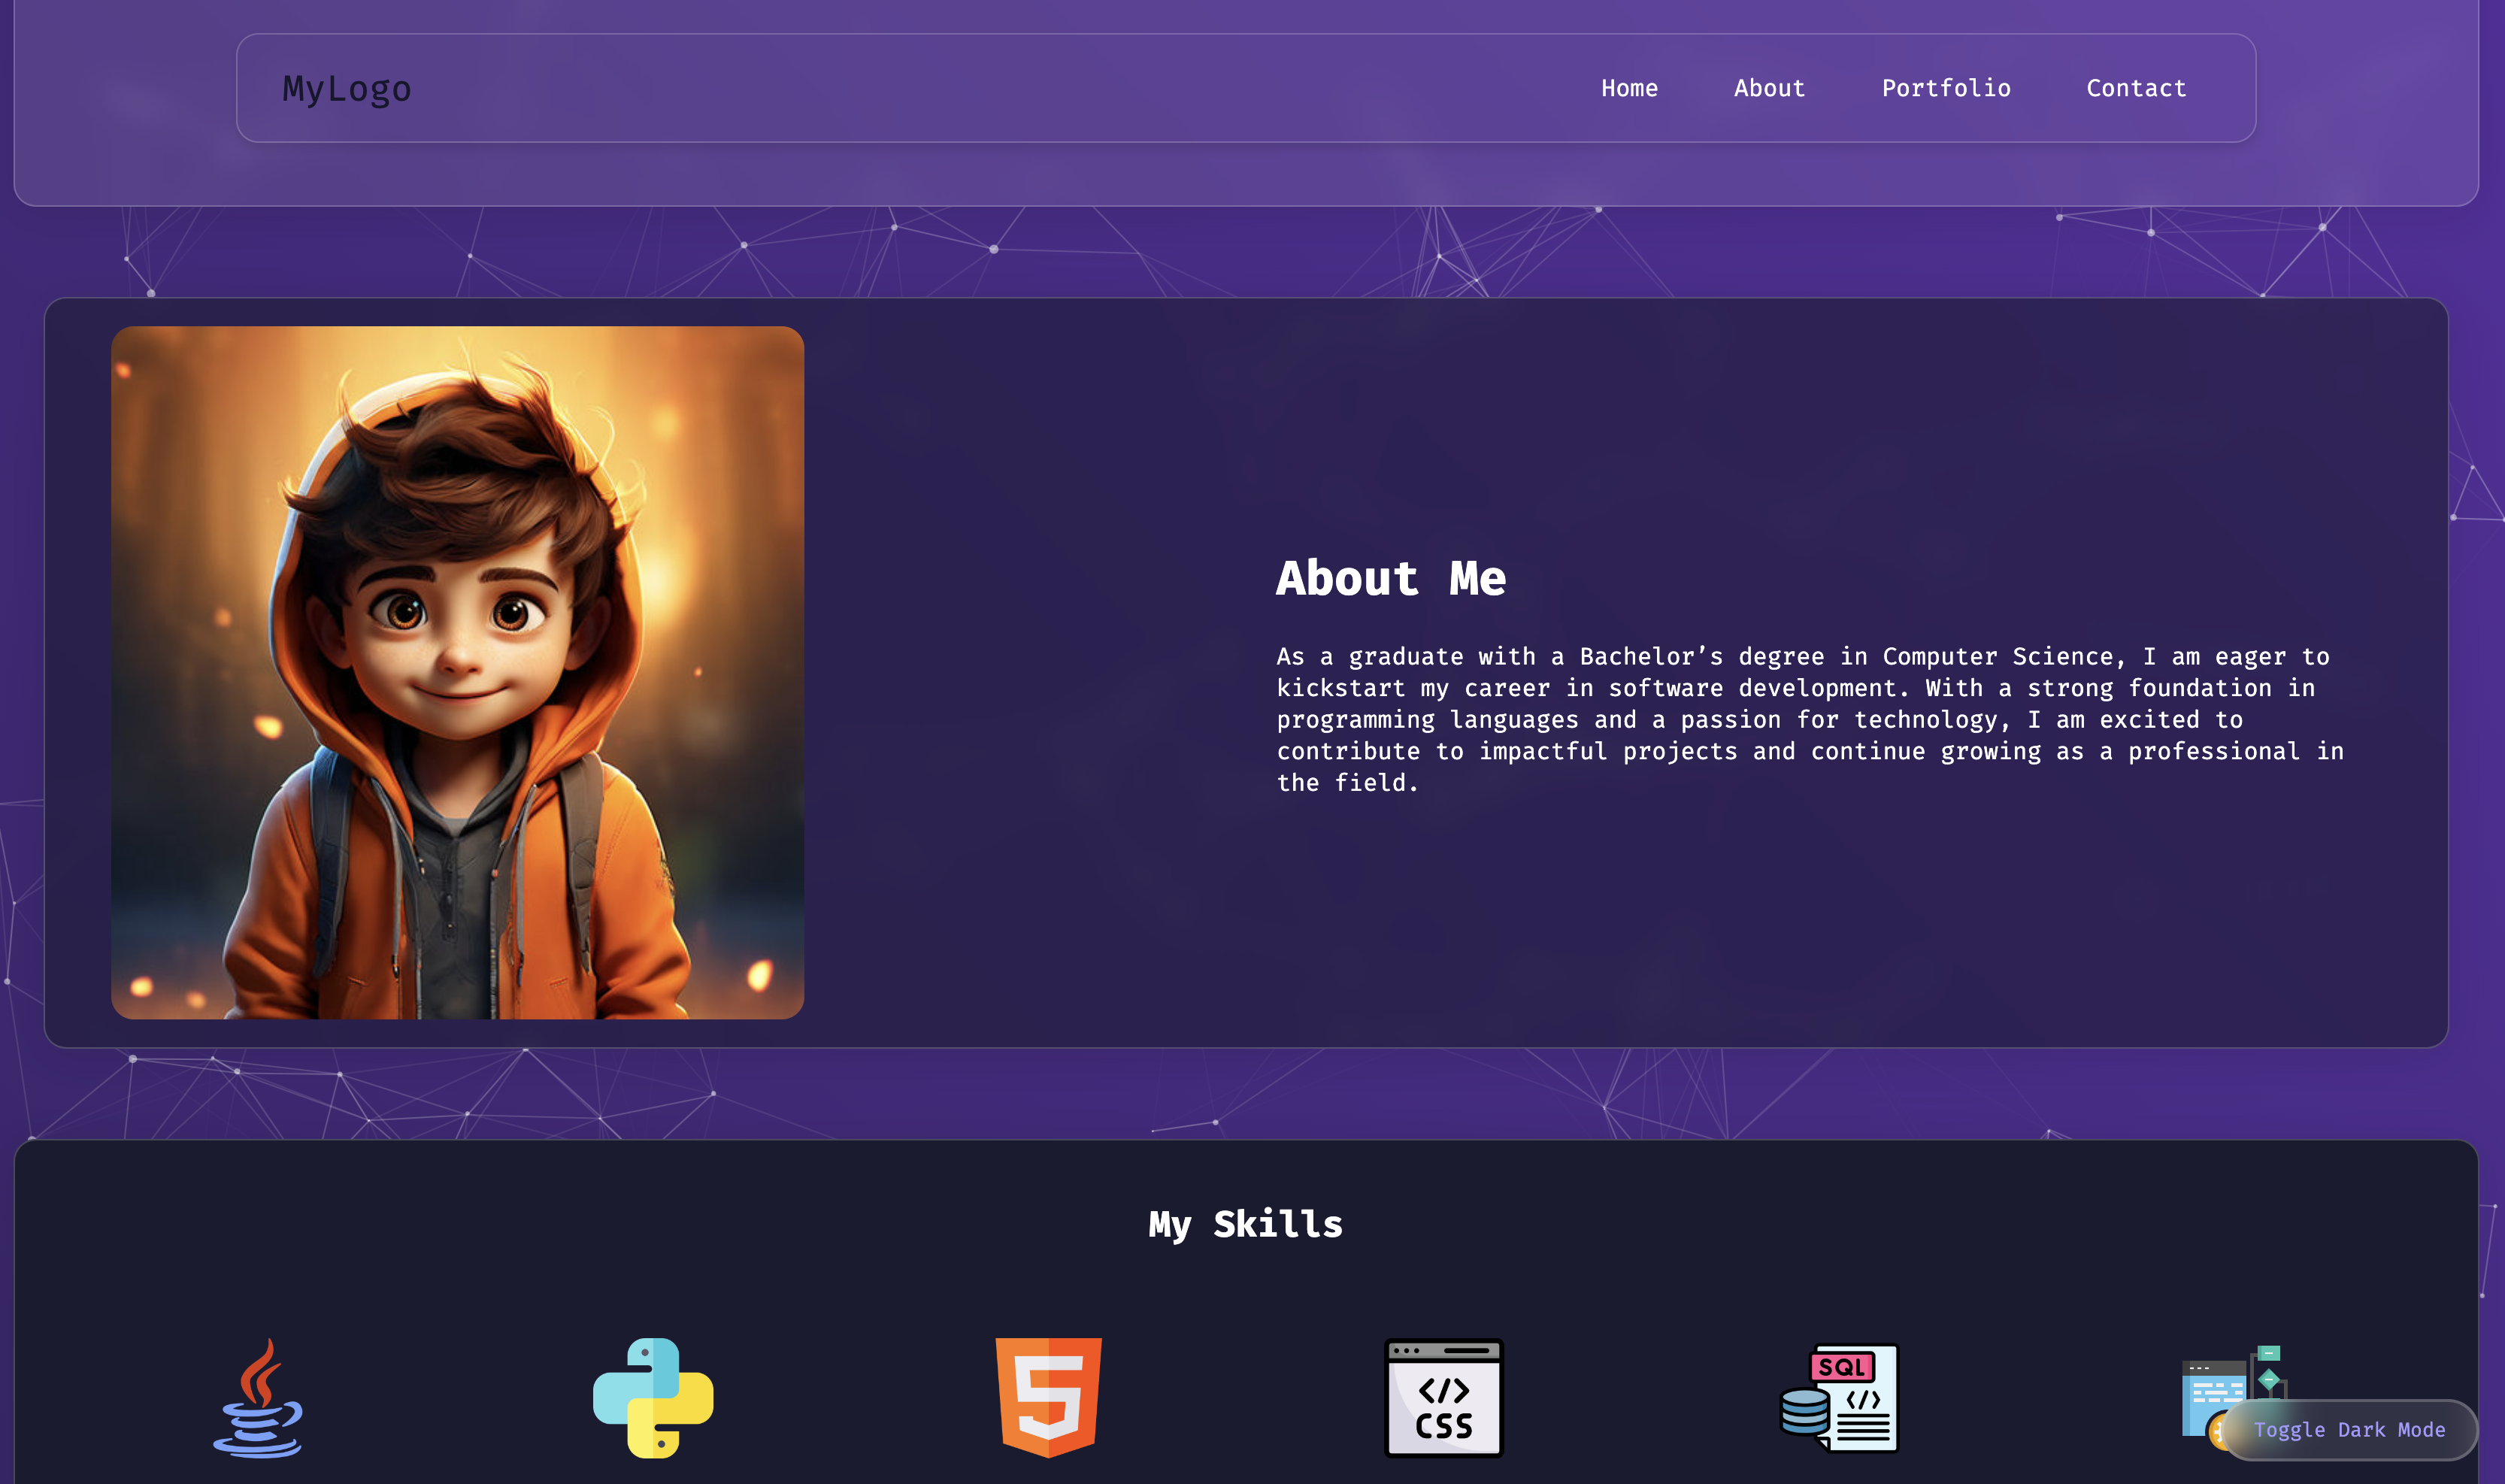 MyLogo
Home About Portfolio Contact
About Me
As a graduate with a Bachelor’s degree in Computer Science, I am eager to
kickstart my career in software development. With a strong foundation in
programming languages and a passion for technology, I am excited to
contribute to impactful projects and continue growing as a professional in
the field.
My Skills
</> CSS
SQL </>
Toggle Dark Mode